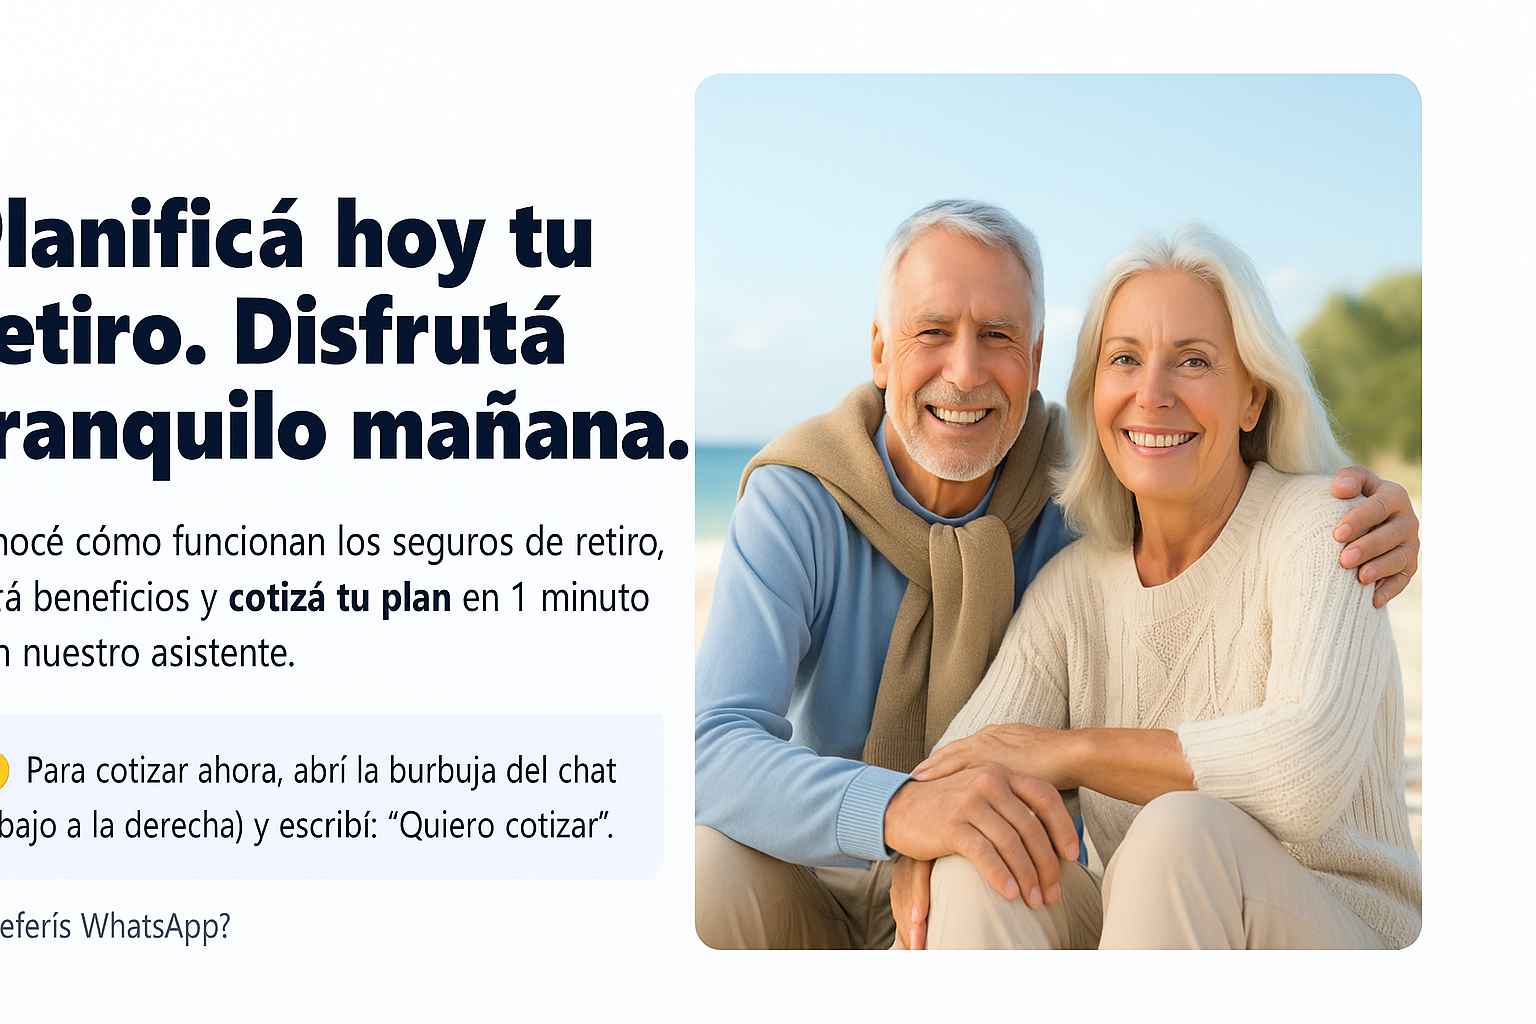 Planificá hoy tu
etiro. Disfrutá
ranquilo mañana.
nocé cómo funcionan los seguros de retiro,
rá beneficios y cotizá tu plan en 1 minuto
n nuestro asistente.
Para cotizar ahora, abrí la burbuja del chat
bajo a la derecha) y escribí: “Quiero cotizar”.
eferís WhatsApp?